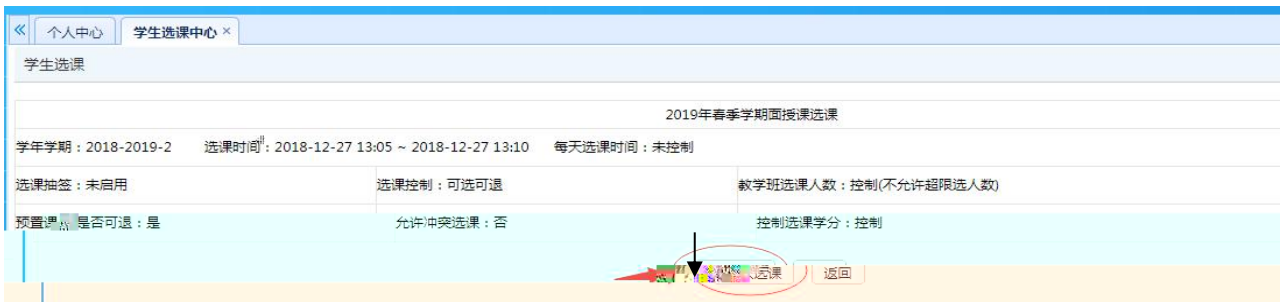 个人中心 学生选课中心 ×
学生选课
2019年春季学期面授课选课
学年学期：2018-2019-2 选课时间：2018-12-27 13:05 ~ 2018-12-27 13:10 每天选课时间：未控制
选课抽签：未启用 选课控制：可选可退 教学班选课人数：控制(不允许超限选人数)
预置课 是否可退：是 允许冲突选课：否 控制选课学分：控制
选课 返回